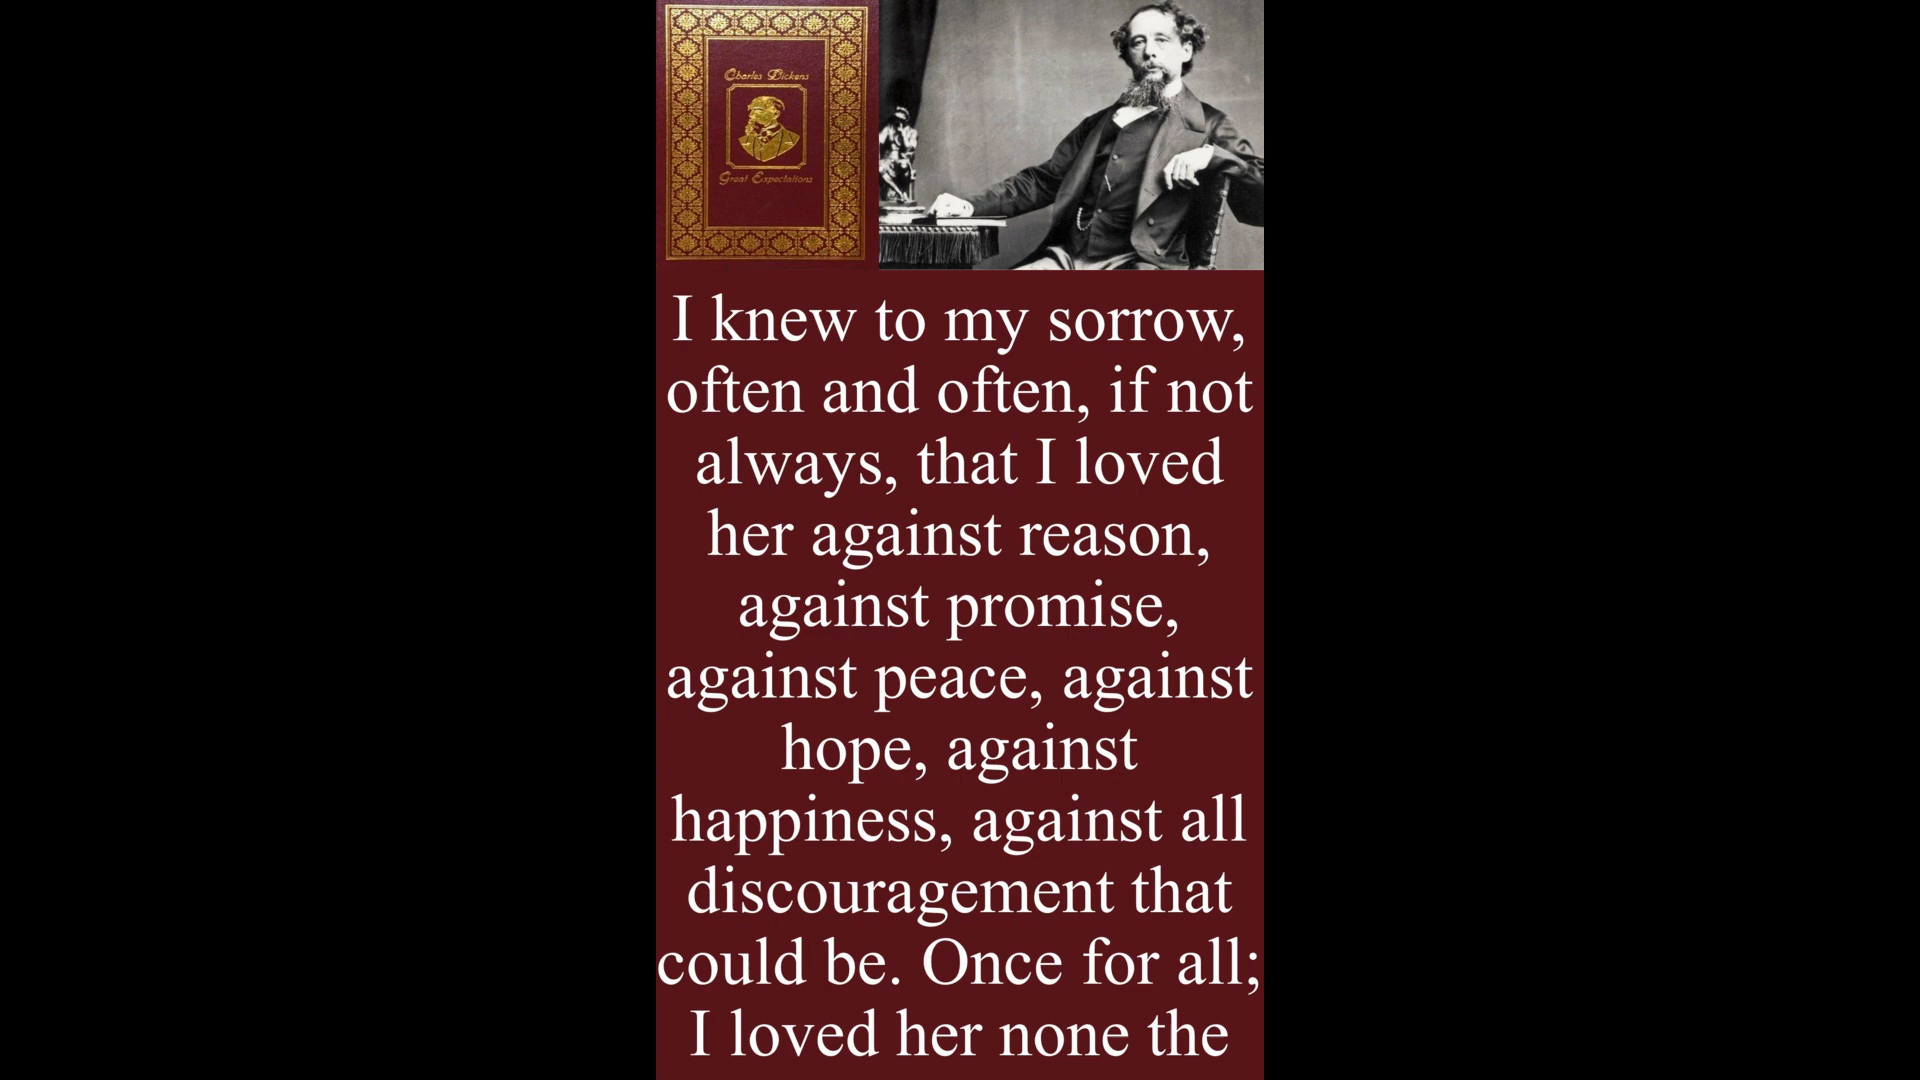 Charles Dickens
Great Expectations
I knew to my sorrow,
often and often, if not
always, that I loved
her against reason,
against promise,
against peace, against
hope, against
happiness, against all
discouragement that
could be. Once for all;
I loved her none the